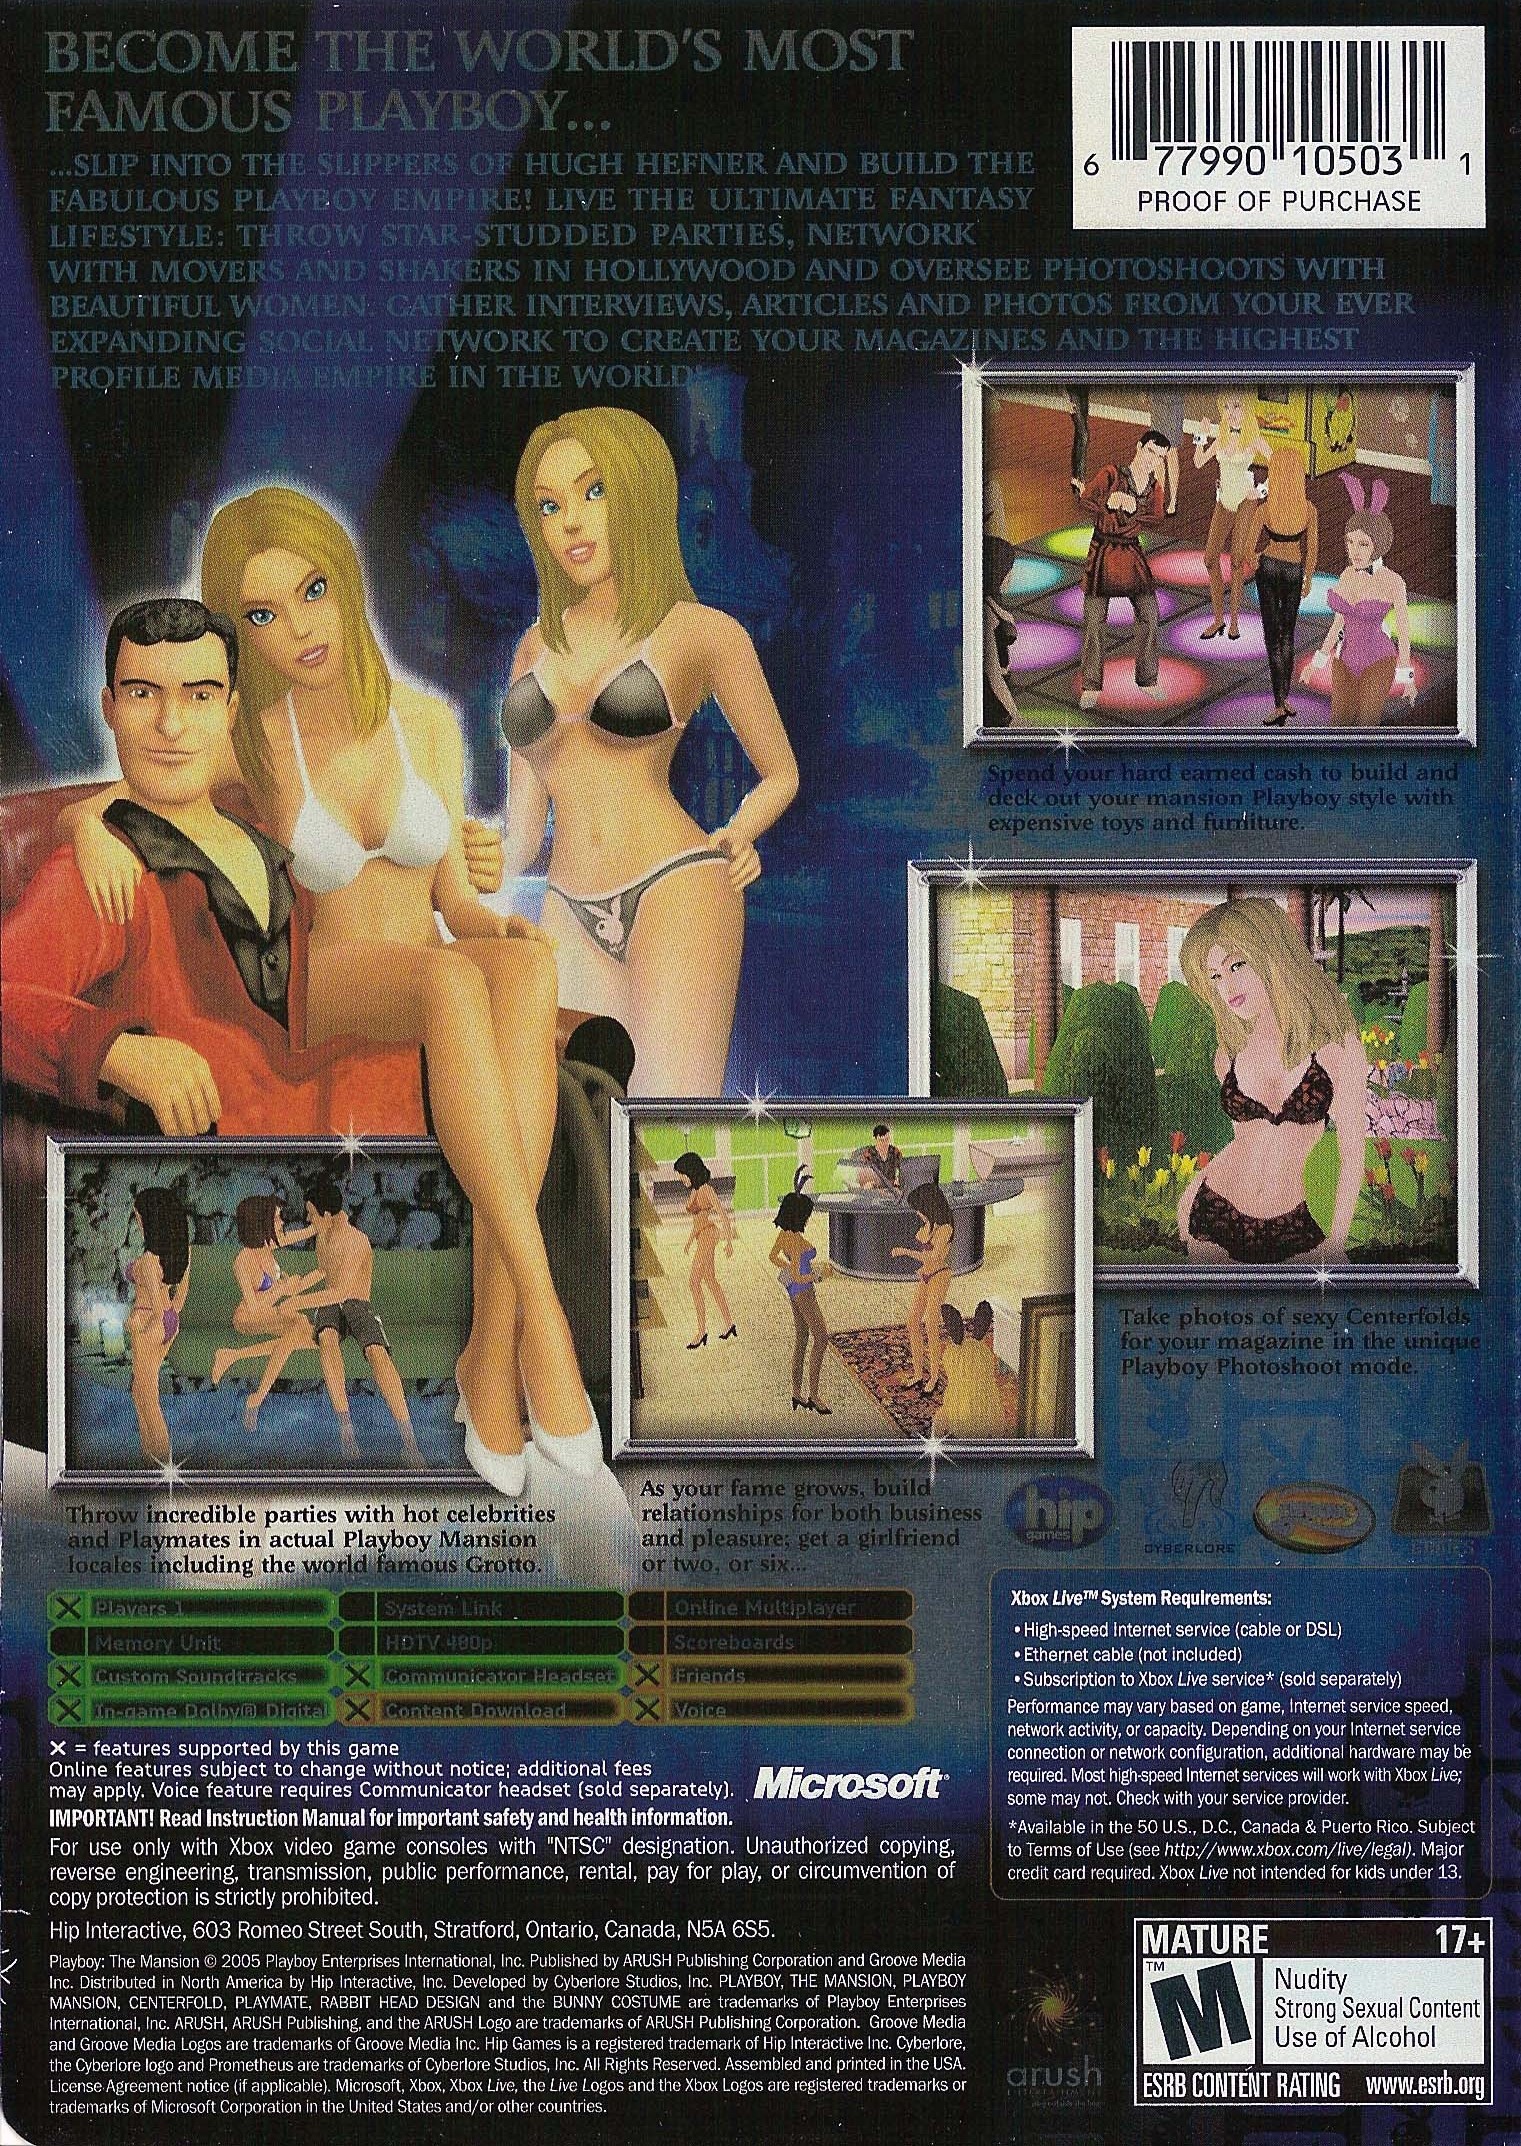 BECOME THE WORLD'S MOST
FAMOUS PLAYBOY...
...SLIP INTO THE SLIPPERS OF HUGH HEFNER AND BUILD THE
FABULOUS PLAYBOY EMPIRE! LIVE THE ULTIMATE FANTASY
LIFESTYLE: THROW STAR-STUDDED PARTIES, NETWORK
WITH MOVERS AND SHAKERS IN HOLLYWOOD AND OVERSEE PHOTOSHOOTS WITH
BEAUTIFUL WOMEN. GATHER INTERVIEWS, ARTICLES AND PHOTOS FROM YOUR EVER
EXPANDING SOCIAL NETWORK TO CREATE YOUR MAGAZINES AND THE HIGHEST
PROFILE MEDIA EMPIRE IN THE WORLD!
6 77990 10503 1
PROOF OF PURCHASE
Spend your hard earned cash to build and
deck out your mansion Playboy style with
expensive toys and furniture.
Take photos of sexy Centerfolds
for your magazine in the unique
Playboy Photoshoot mode.
Throw incredible parties with hot celebrities
and Playmates in actual Playboy Mansion
locales including the world famous Grotto.
As your fame grows, build
relationships for both business
and pleasure; get a girlfriend
or two, or six...
hip
games
CYBERLORE
GAMES
X Players 1
System Link
Online Multiplayer
Memory Unit
HDTV 480p
Scoreboards
X Custom Soundtracks
X Communicator Headset
X Friends
X In-game Dolby® Digital
X Content Download
X Voice
X = features supported by this game
Online features subject to change without notice; additional fees
may apply. Voice feature requires Communicator headset (sold separately).
Microsoft®
IMPORTANT! Read Instruction Manual for important safety and health information.
For use only with Xbox video game consoles with "NTSC" designation. Unauthorized copying,
reverse engineering, transmission, public performance, rental, pay for play, or circumvention of
copy protection is strictly prohibited.
Hip Interactive, 603 Romeo Street South, Stratford, Ontario, Canada, N5A 6S5.
Playboy: The Mansion © 2005 Playboy Enterprises International, Inc. Published by ARUSH Publishing Corporation and Groove Media
Inc. Distributed in North America by Hip Interactive, Inc. Developed by Cyberlore Studios, Inc. PLAYBOY, THE MANSION, PLAYBOY
MANSION, CENTERFOLD, PLAYMATE, RABBIT HEAD DESIGN and the BUNNY COSTUME are trademarks of Playboy Enterprises
International, Inc. ARUSH, ARUSH Publishing, and the ARUSH Logo are trademarks of ARUSH Publishing Corporation. Groove Media
and Groove Media Logos are trademarks of Groove Media Inc. Hip Games is a registered trademark of Hip Interactive Inc. Cyberlore,
the Cyberlore logo and Prometheus are trademarks of Cyberlore Studios, Inc. All Rights Reserved. Assembled and printed in the USA.
License Agreement notice (if applicable). Microsoft, Xbox, Xbox Live, the Live Logos and the Xbox Logos are registered trademarks or
trademarks of Microsoft Corporation in the United States and/or other countries.
Xbox Live™ System Requirements:
• High-speed Internet service (cable or DSL)
• Ethernet cable (not included)
• Subscription to Xbox Live service* (sold separately)
Performance may vary based on game, Internet service speed,
network activity, or capacity. Depending on your Internet service
connection or network configuration, additional hardware may be
required. Most high-speed Internet services will work with Xbox Live;
some may not. Check with your service provider.
*Available in the 50 U.S., D.C., Canada & Puerto Rico. Subject
to Terms of Use (see http://www.xbox.com/live/legal). Major
credit card required. Xbox Live not intended for kids under 13.
arush
ENTERTAINMENT
MATURE 17+
M
™
Nudity
Strong Sexual Content
Use of Alcohol
ESRB CONTENT RATING www.esrb.org